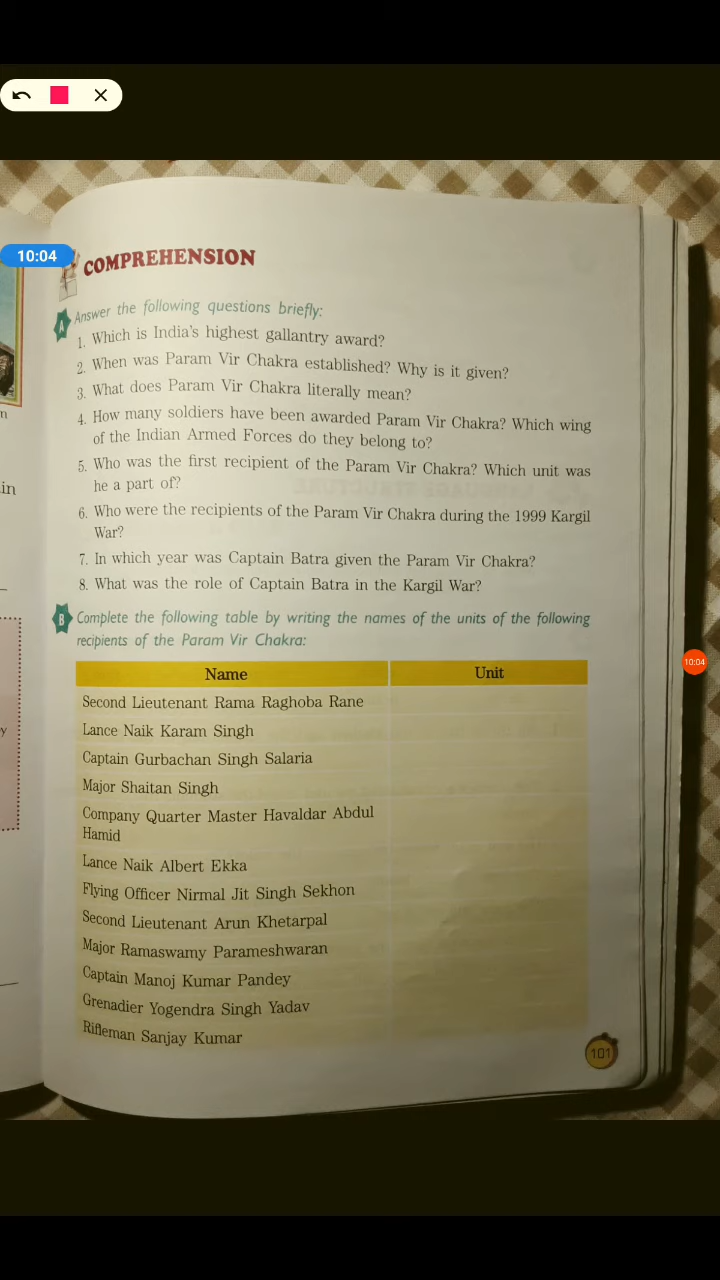 10:04
COMPREHENSION
A Answer the following questions briefly:
1. Which is India's highest gallantry award?
2. When was Param Vir Chakra established? Why is it given?
3. What does Param Vir Chakra literally mean?
4. How many soldiers have been awarded Param Vir Chakra? Which wing
of the Indian Armed Forces do they belong to?
5. Who was the first recipient of the Param Vir Chakra? Which unit was
he a part of?
6. Who were the recipients of the Param Vir Chakra during the 1999 Kargil
War?
7. In which year was Captain Batra given the Param Vir Chakra?
8. What was the role of Captain Batra in the Kargil War?
B Complete the following table by writing the names of the units of the following
recipients of the Param Vir Chakra:
10:04
Name Unit
Second Lieutenant Rama Raghoba Rane
Lance Naik Karam Singh
Captain Gurbachan Singh Salaria
Major Shaitan Singh
Company Quarter Master Havaldar Abdul
Hamid
Lance Naik Albert Ekka
Flying Officer Nirmal Jit Singh Sekhon
Second Lieutenant Arun Khetarpal
Major Ramaswamy Parameshwaran
Captain Manoj Kumar Pandey
Grenadier Yogendra Singh Yadav
Rifleman Sanjay Kumar
101